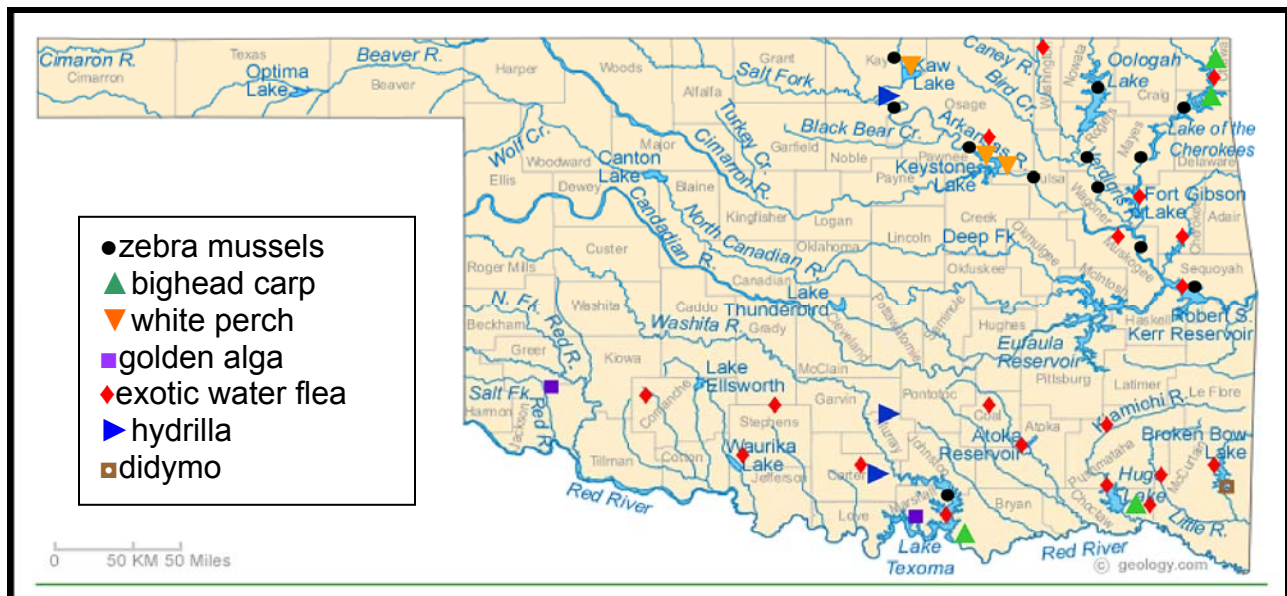 Cimaron R.
Cimarron
Texas
Optima
Lake
Beaver R.
Beaver
Harper
Woods
Alfalfa
Grant
Salt Fork
Kay
Kaw
Lake
Osage
Caney R.
Bird Cr.
Washington
Nowata
Oologah
Lake
Craig
Ottawa
Rogers
Mayes
Lake of the
Cherokees
Delaware
Wolf Cr.
Woodward
Ellis
Dewey
Major
Canton
Lake
Blaine
Turkey Cr.
Cimarron R.
Garfield
Black Bear Cr.
Noble
Pawnee
Arkansas R.
Keystone
Lake
Payne
Tulsa
Wagoner
Verdigris
Fort Gibson
Lake
Cherokee
Adair
Kingfisher
Logan
Lincoln
Creek
Deep Fk.
Okmulgee
Okfuskee
Muskogee
McIntosh
Sequoyah
Robert S.
Kerr Reservoir
Haskell
Roger Mills
Custer
Candadian R.
North Canadian R.
Oklahoma
Canadian
Lake
Thunderbird
Cleveland
Pottawatomie
Seminole
Hughes
Eufaula
Reservoir
Pittsburg
Latimer
Le Flore
N. Fk. Red R.
Beckham
Washita
Caddu
Washita R.
Grady
McClain
Greer
Kiowa
Lake
Ellsworth
Comanche
Salt Fk.
Red R.
Harmon
Jackson
Tillman
Cotton
Stephens
Waurika
Lake
Jefferson
Garvin
Murray
Carter
Love
Pontotoc
Johnston
Marshall
Coal
Atoka
Reservoir
Atoka
Bryan
Kiamichi R.
Pushmataha
Choctaw
Hugo
Lake
McCurtain
Broken Bow
Lake
Little R.
Red River
Lake
Texoma
Red River
zebra mussels
bighead carp
white perch
golden alga
exotic water flea
hydrilla
didymo
0 50 KM 50 Miles
© geology.com